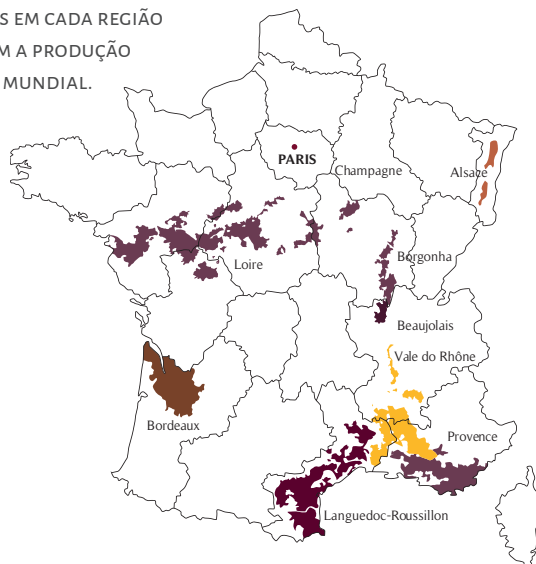 S EM CADA REGIÃO
M A PRODUÇÃO
MUNDIAL.
PARIS
Champagne
Alsace
Loire
Borgonha
Beaujolais
Vale do Rhône
Bordeaux
Provence
Languedoc-Roussillon